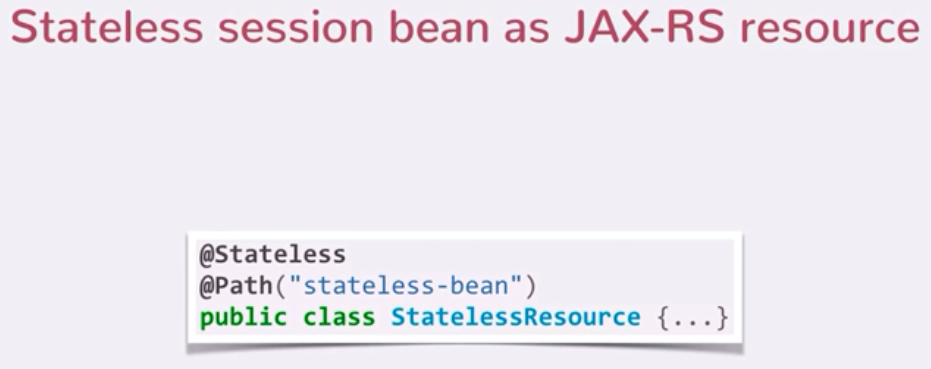 Stateless session bean as JAX-RS resource
@Stateless
@Path("stateless-bean")
public class StatelessResource {...}